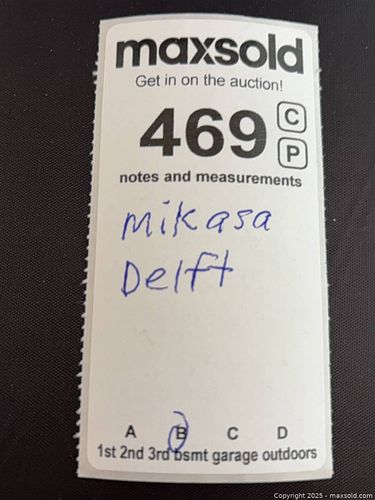 maxsold
Get in on the auction!
469 C
P
notes and measurements
mikasa
Delft
A B C D
1st 2nd 3rd bsmt garage outdoors
Copyright 2025 - maxsold.com